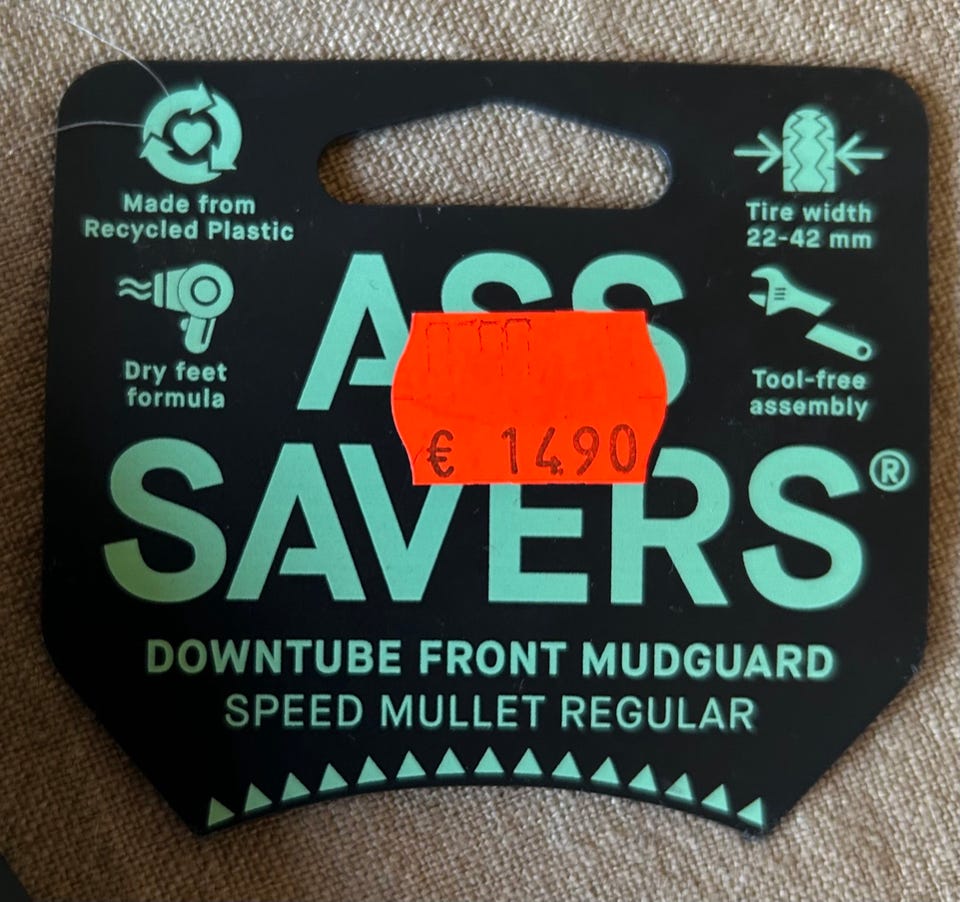 Made from
Recycled Plastic
Tire width
22-42 mm
Dry feet
formula
Tool-free
assembly
ASS
€ 1490
SAVERS®
DOWNTUBE FRONT MUDGUARD
SPEED MULLET REGULAR